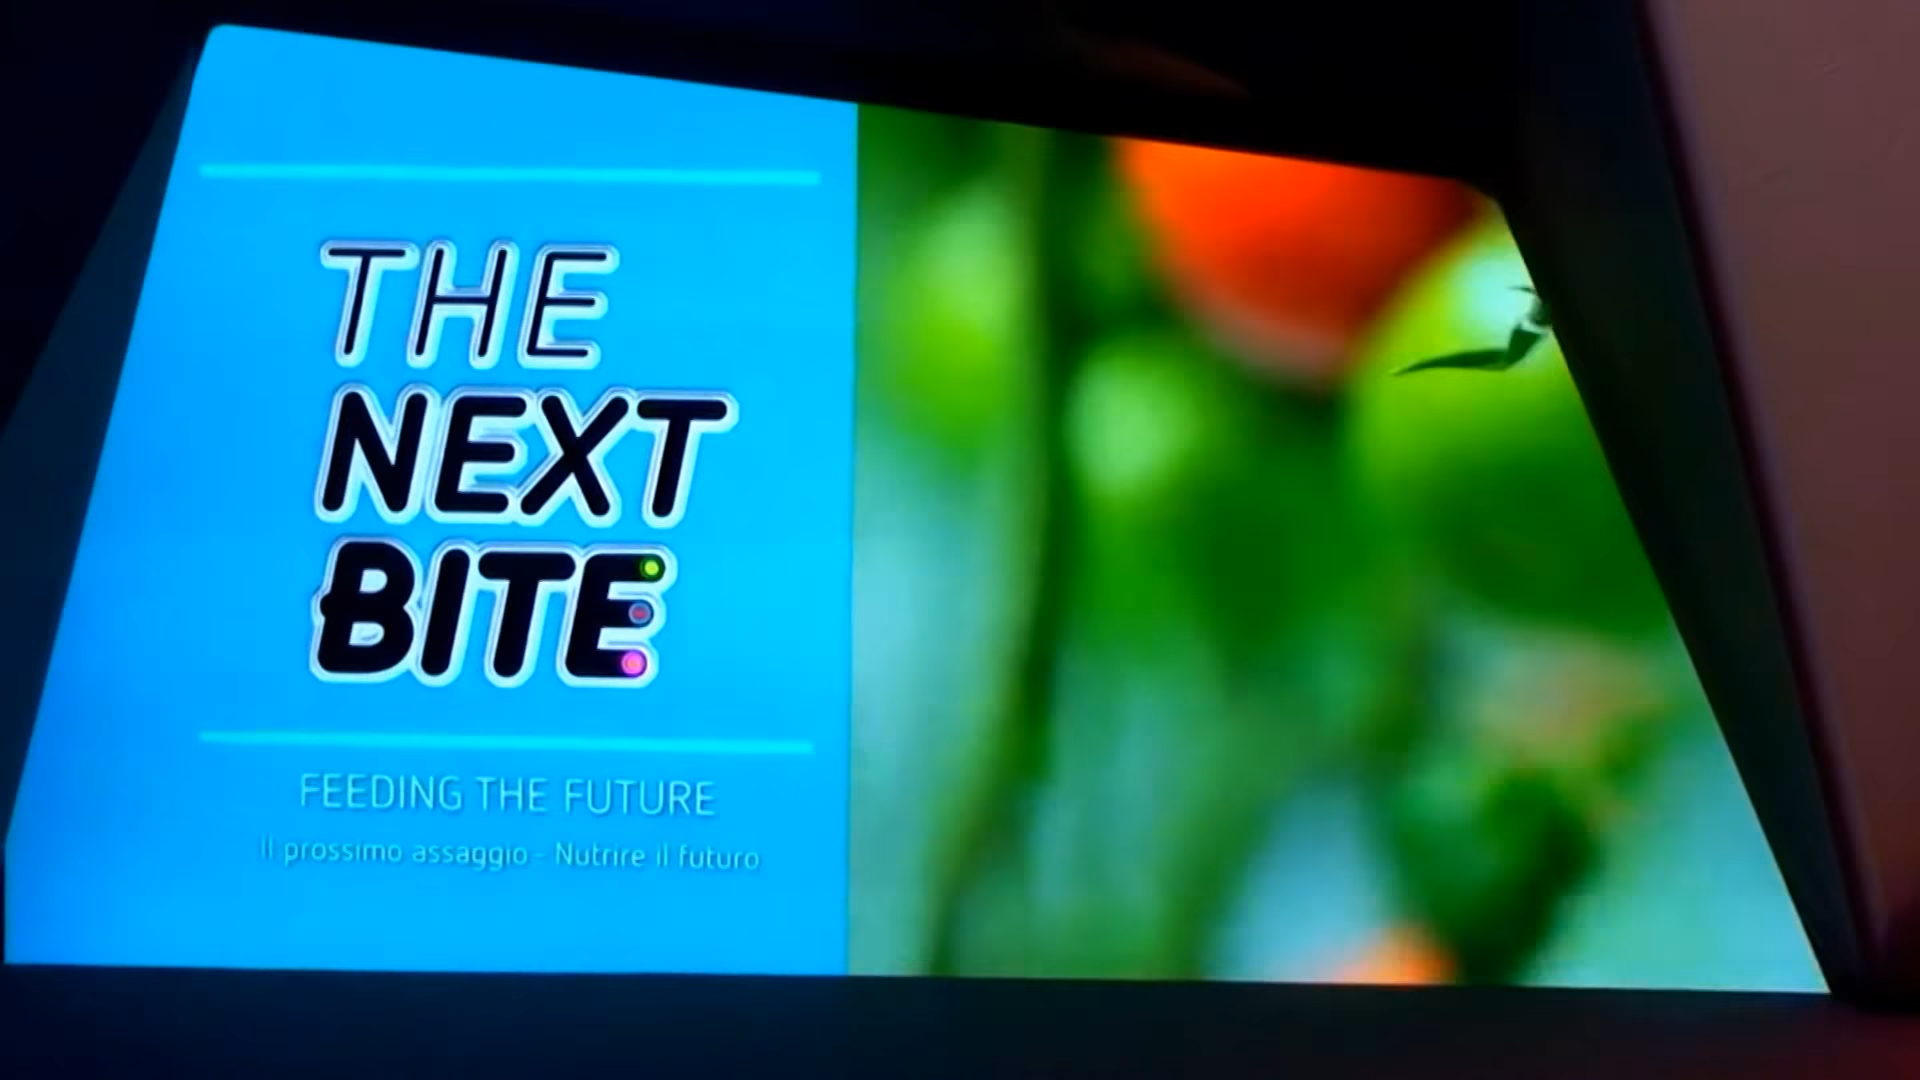 THE
NEXT
BITE
FEEDING THE FUTURE
Il prossimo assaggio - Nutrire il futuro